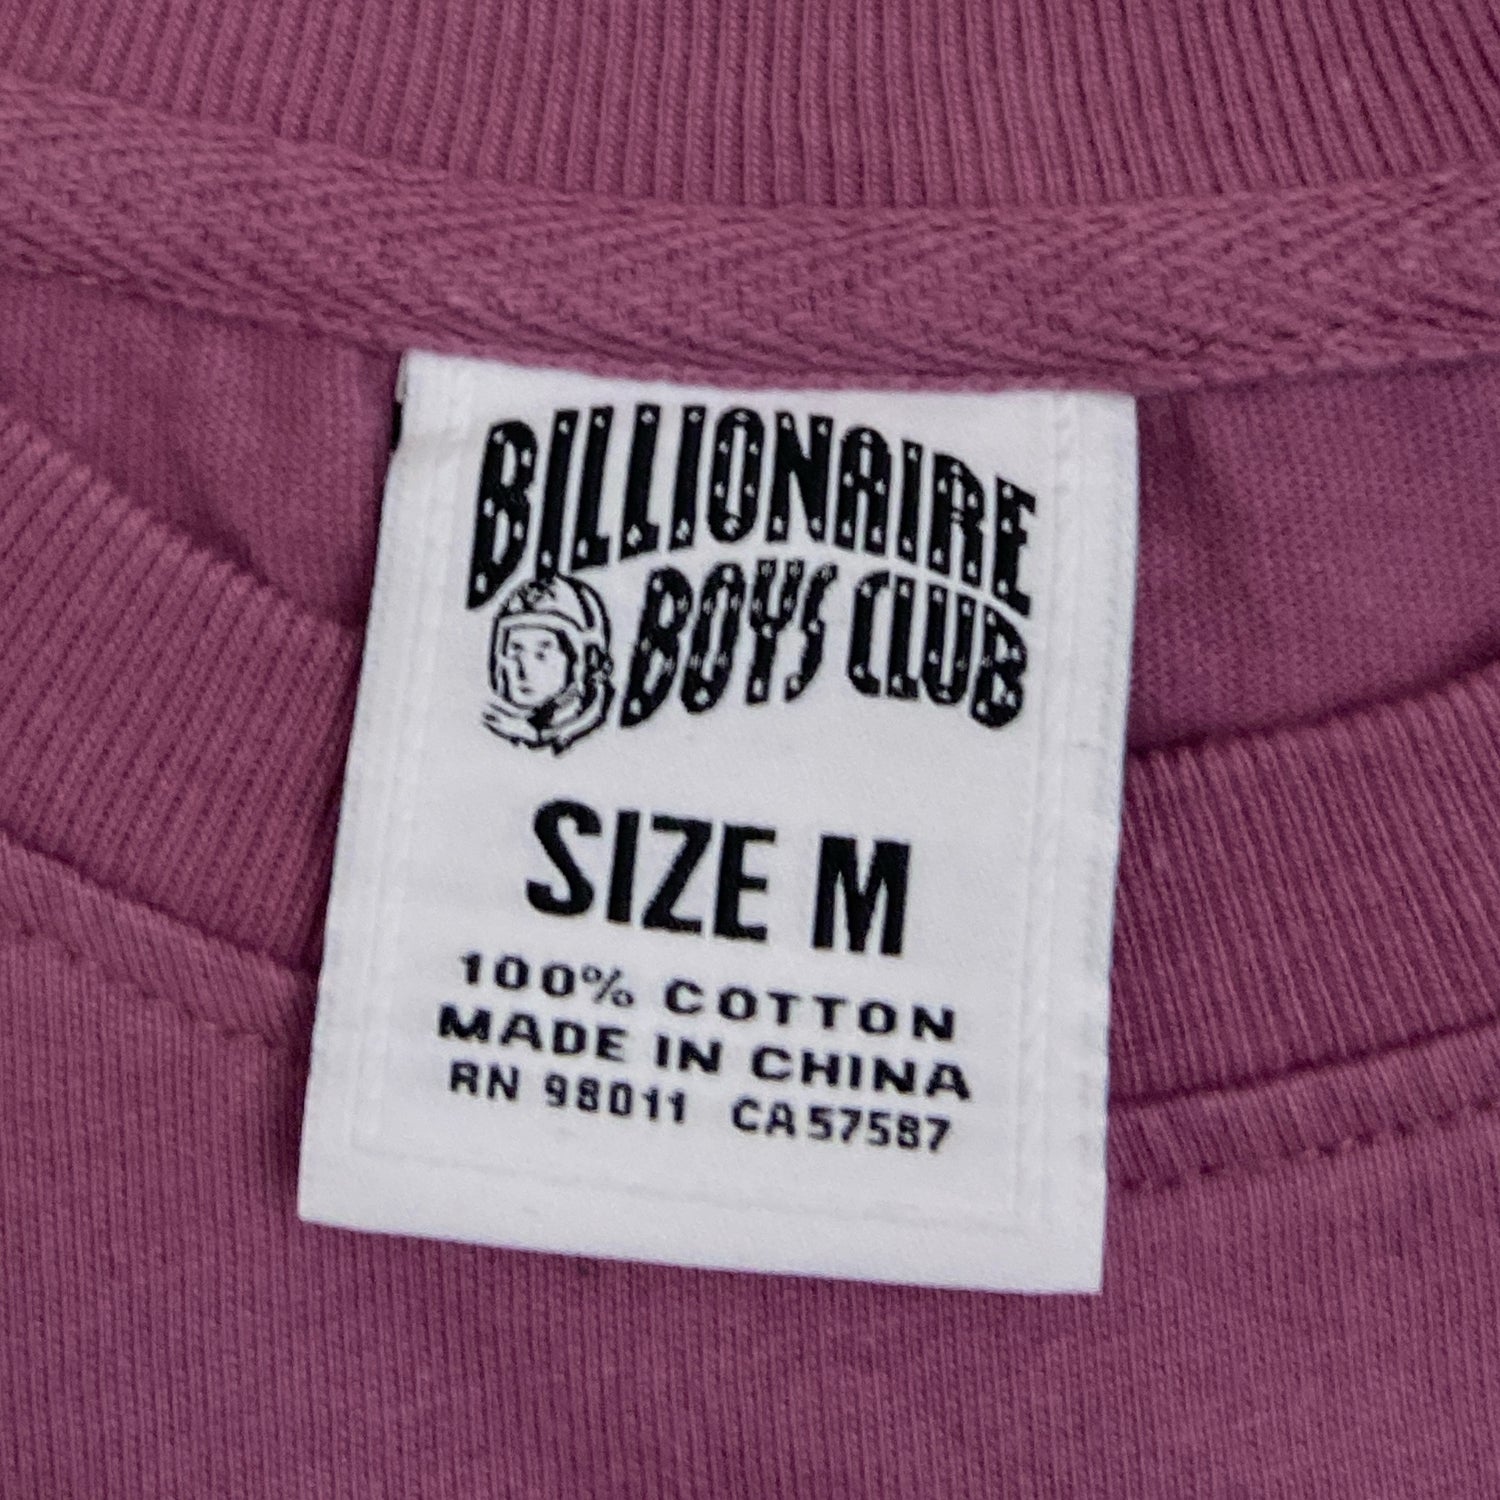 BILLIONAIRE
BOYS CLUB
SIZE M
100% COTTON
MADE IN CHINA
RN 98011 CA57587